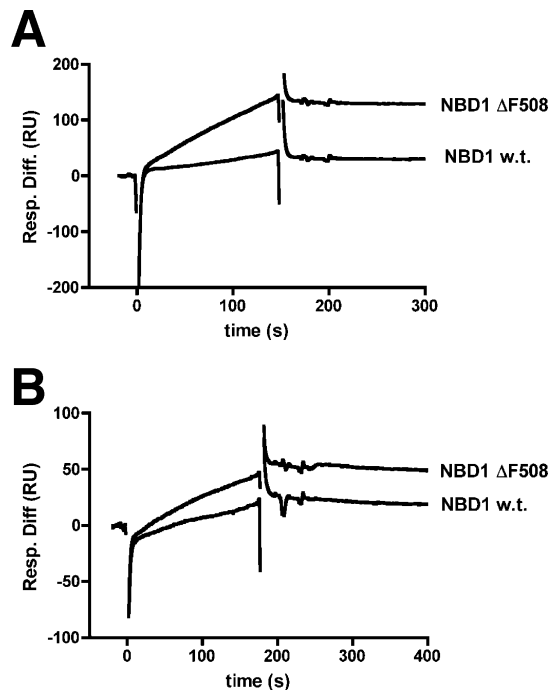 A
200
100
0
-100
-200
Resp. Diff. (RU)
NBD1 ΔF508
NBD1 w.t.
0 100 200 300
time (s)
B
100
50
0
-50
-100
Resp. Diff (RU)
NBD1 ΔF508
NBD1 w.t.
0 100 200 300 400
time (s)